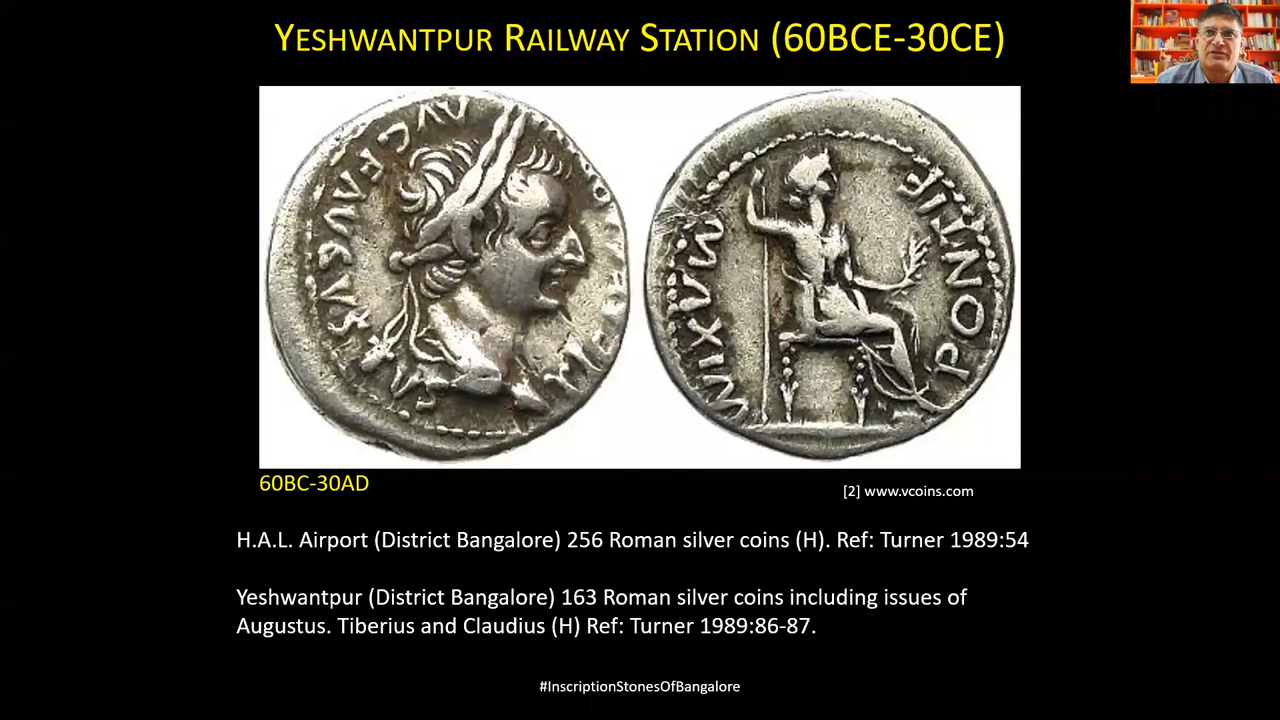 YESHWANTPUR RAILWAY STATION (60BCE-30CE)
AVGFAVGVSVS
MAXIM
PONTIF
60BC-30AD
[2] www.vcoins.com
H.A.L. Airport (District Bangalore) 256 Roman silver coins (H). Ref: Turner 1989:54
Yeshwantpur (District Bangalore) 163 Roman silver coins including issues of
Augustus. Tiberius and Claudius (H) Ref: Turner 1989:86-87.
#InscriptionStonesOfBangalore